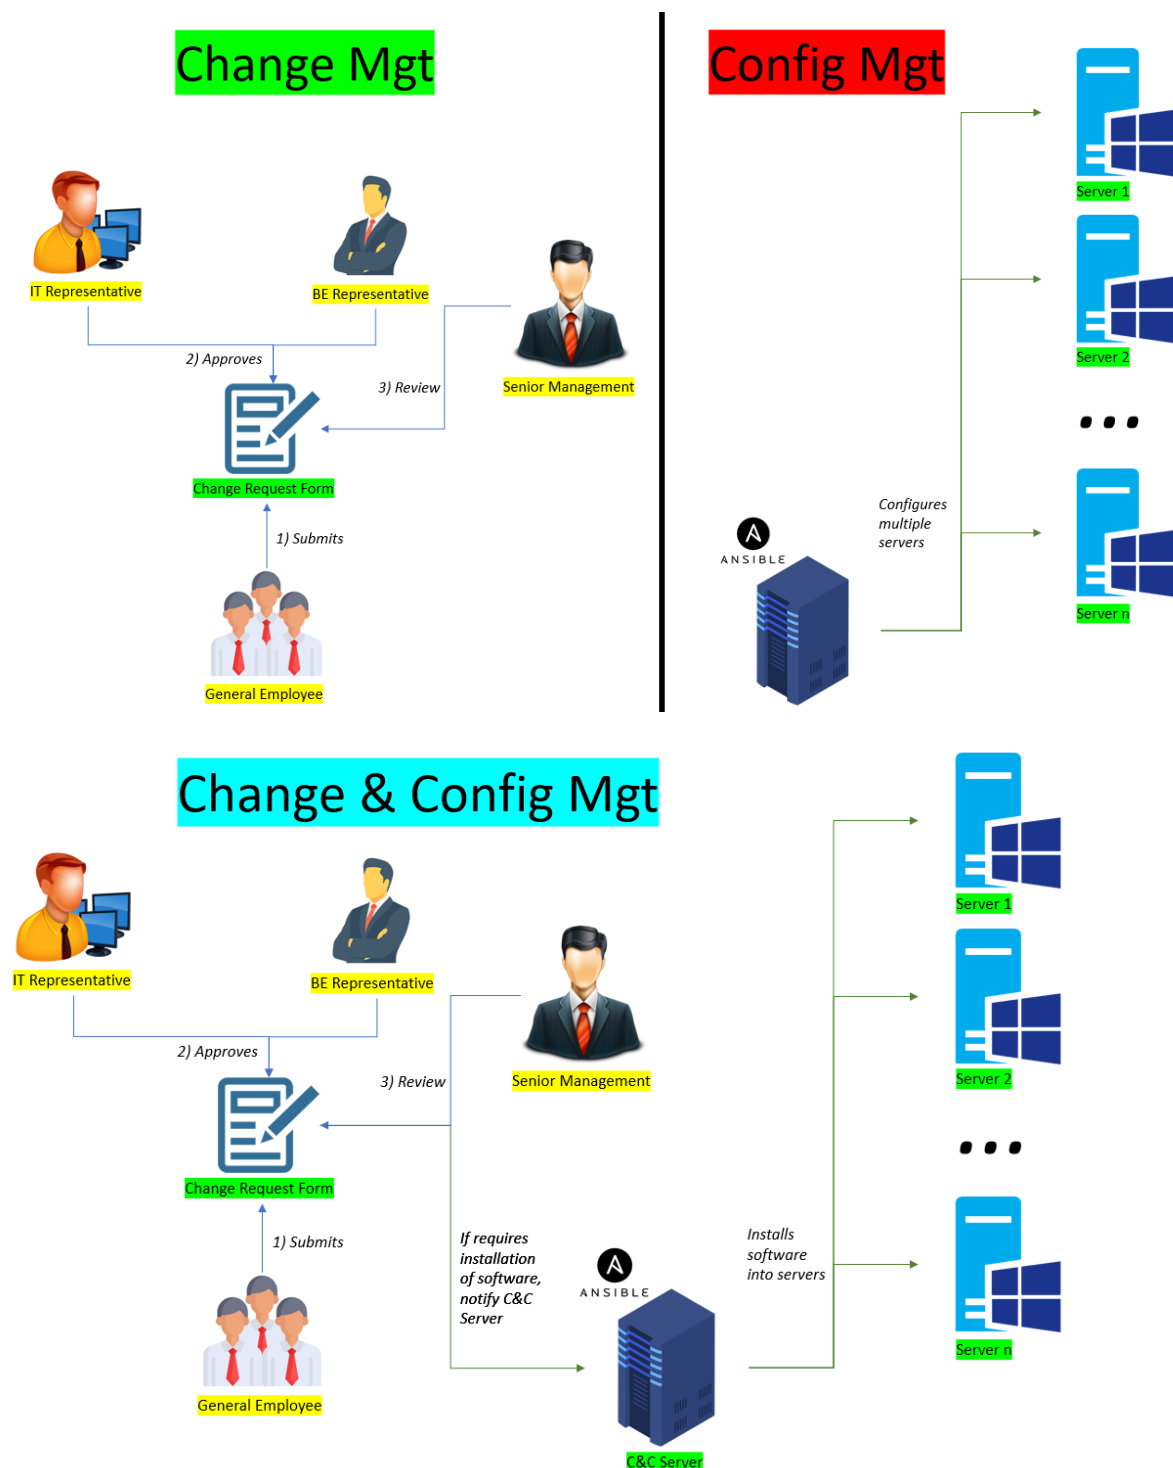 Change Mgt
IT Representative
BE Representative
2) Approves
3) Review
Senior Management
Change Request Form
1) Submits
General Employee
Config Mgt
Server 1
Server 2
...
Configures
multiple
servers
ANSIBLE
Server n
Change & Config Mgt
IT Representative
BE Representative
2) Approves
3) Review
Senior Management
Change Request Form
1) Submits
General Employee
If requires
installation
of software,
notify C&C
Server
ANSIBLE
C&C Server
Installs
software
into servers
Server 1
Server 2
...
Server n